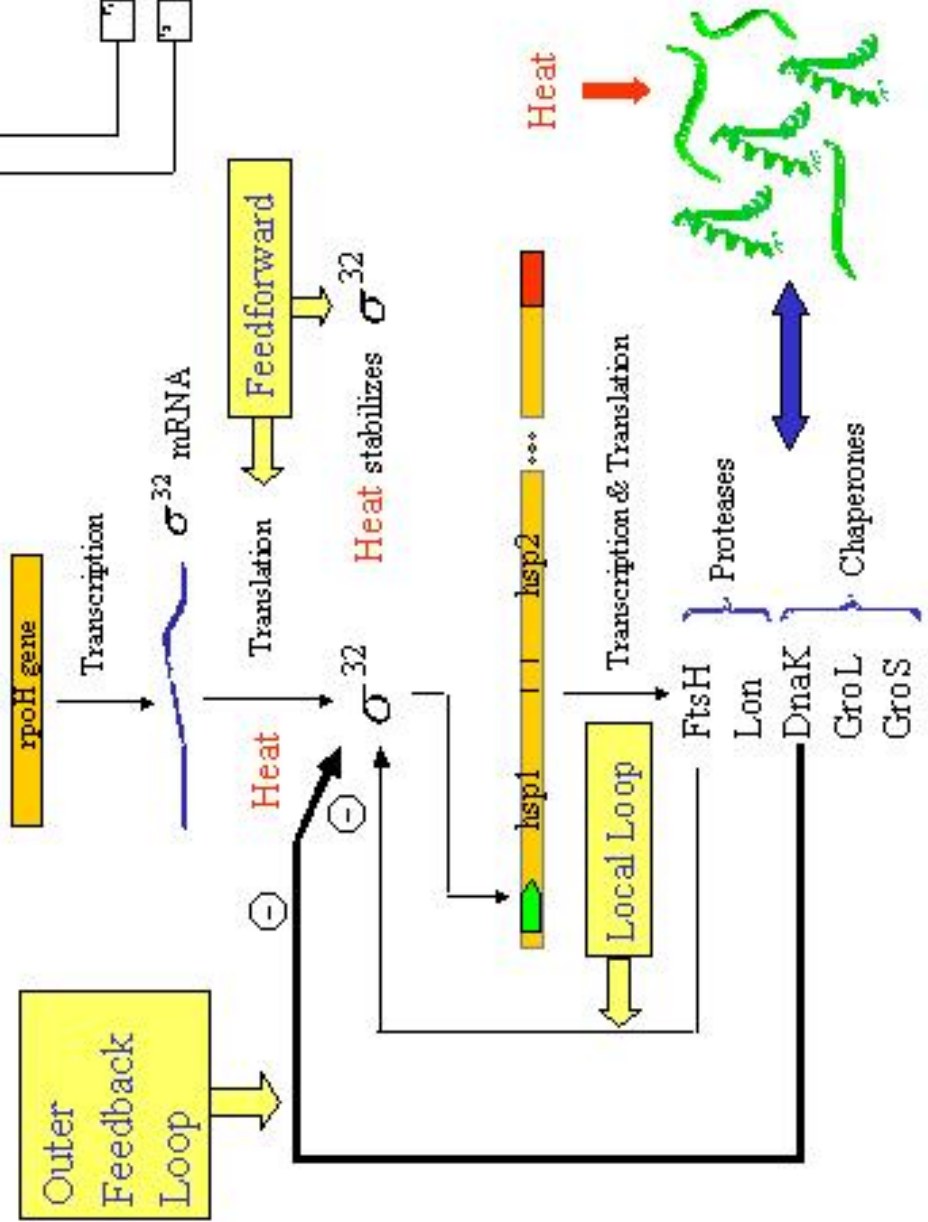 Outer
Feedback
Loop
rpoH gene
Transcription
σ³² mRNA
Feedforward
Translation
Heat
σ³²
Heat stabilizes σ³²
(-)
(-)
hsp1
hsp2
...
Heat
Local Loop
Transcription & Translation
FtsH
Lon
Proteases
DnaK
GroL
GroS
Chaperones